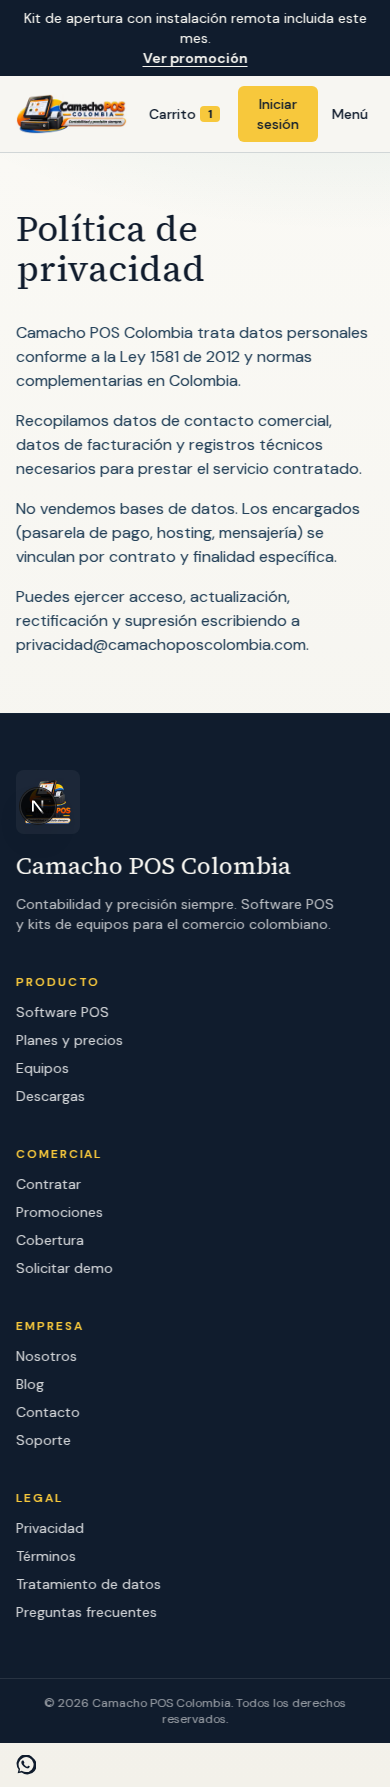 Kit de apertura con instalación remota incluida este
mes.
Ver promoción
CamachoPOS
COLOMBIA
Contabilidad y precisión siempre.
Carrito 1
Iniciar
sesión
Menú
Política de
privacidad
Camacho POS Colombia trata datos personales
conforme a la Ley 1581 de 2012 y normas
complementarias en Colombia.
Recopilamos datos de contacto comercial,
datos de facturación y registros técnicos
necesarios para prestar el servicio contratado.
No vendemos bases de datos. Los encargados
(pasarela de pago, hosting, mensajería) se
vinculan por contrato y finalidad específica.
Puedes ejercer acceso, actualización,
rectificación y supresión escribiendo a
privacidad@camachoposcolombia.com.
N
Camacho POS Colombia
Contabilidad y precisión siempre. Software POS
y kits de equipos para el comercio colombiano.
PRODUCTO
Software POS
Planes y precios
Equipos
Descargas
COMERCIAL
Contratar
Promociones
Cobertura
Solicitar demo
EMPRESA
Nosotros
Blog
Contacto
Soporte
LEGAL
Privacidad
Términos
Tratamiento de datos
Preguntas frecuentes
© 2026 Camacho POS Colombia. Todos los derechos
reservados.